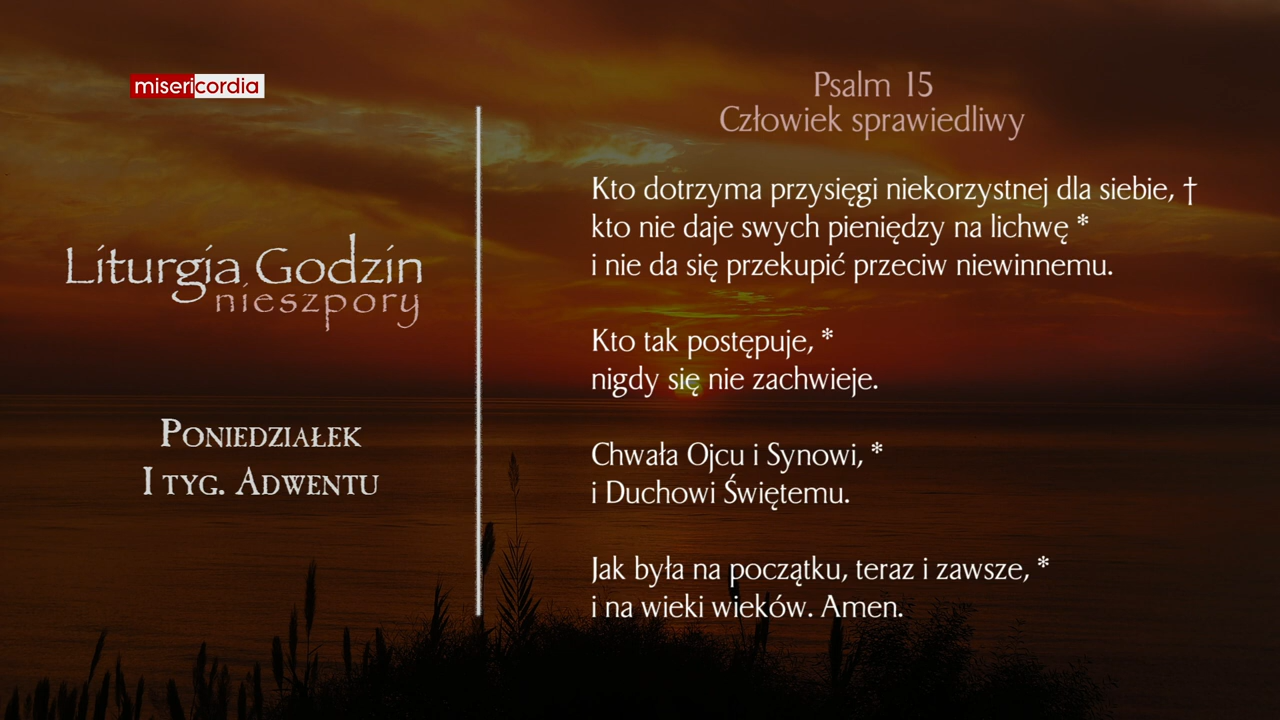 misericordia
Liturgia Godzin
nieszpory
Poniedziałek
I tyg. Adwentu
Psalm 15
Człowiek sprawiedliwy
Kto dotrzyma przysięgi niekorzystnej dla siebie, †
kto nie daje swych pieniędzy na lichwę *
i nie da się przekupić przeciw niewinnemu.
Kto tak postępuje, *
nigdy się nie zachwieje.
Chwała Ojcu i Synowi, *
i Duchowi Świętemu.
Jak była na początku, teraz i zawsze, *
i na wieki wieków. Amen.